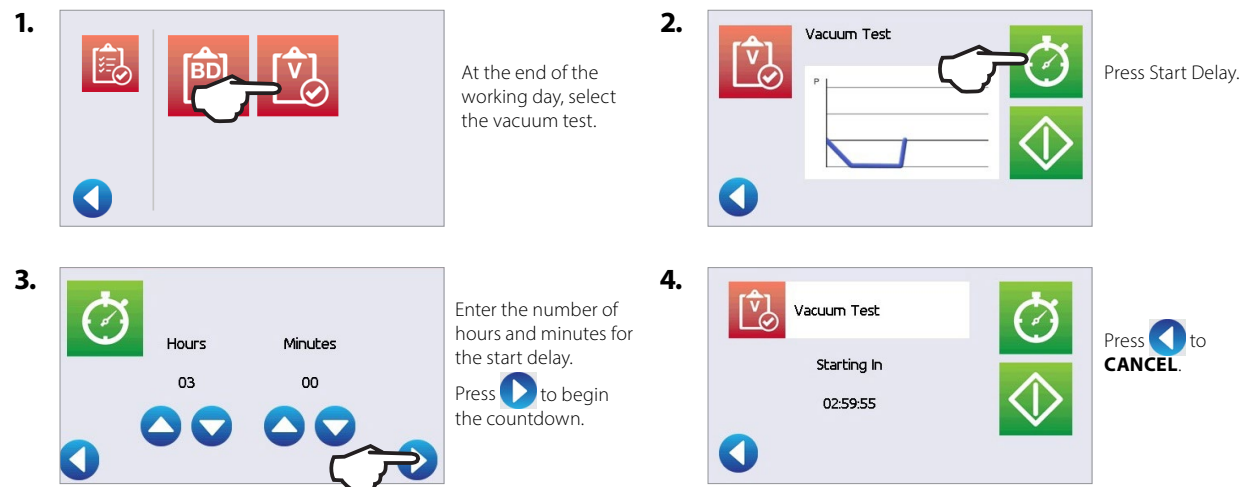 1.
BD
V
At the end of the
working day, select
the vacuum test.
2.
V
Vacuum Test
P
Press Start Delay.
3.
Hours
Minutes
03
00
Enter the number of
hours and minutes for
the start delay.
Press to begin
the countdown.
4.
V
Vacuum Test
Starting In
02:59:55
Press to
CANCEL.